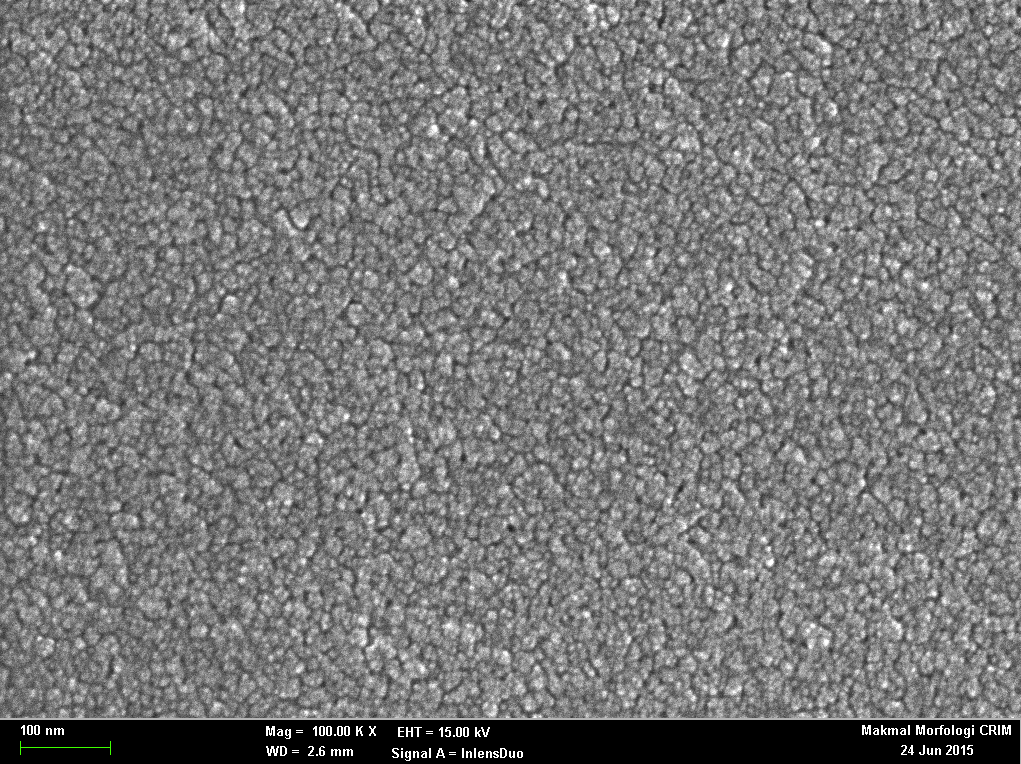 100 nm
Mag = 100.00 K X EHT = 15.00 kV
WD = 2.6 mm Signal A = InlensDuo
Makmal Morfologi CRIM
24 Jun 2015